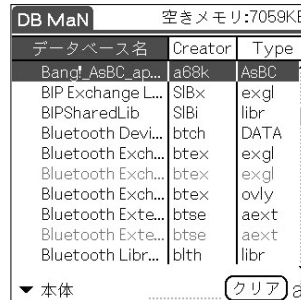 DB MaN 空きメモリ:7059KB
データベース名 Creator Type
Bang!_AsBC_ap... a68k AsBC
BIP Exchange L... SIBx exgl
BIPSharedLib SIBi libr
Bluetooth Devi... btch DATA
Bluetooth Exch... btex exgl
Bluetooth Exch... btex exgl
Bluetooth Exch... btex ovly
Bluetooth Exte... btse aext
Bluetooth Exte... btse aext
Bluetooth Libr... blth libr
▼ 本体 クリア